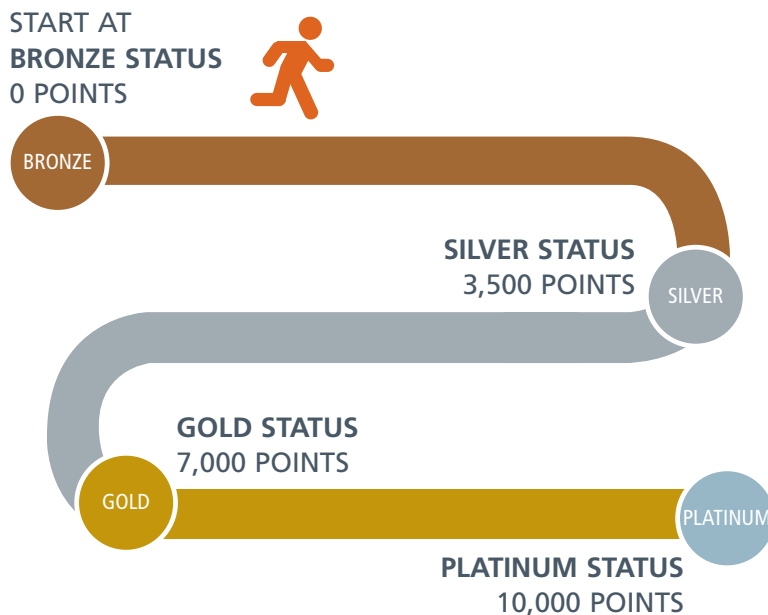 START AT
BRONZE STATUS
0 POINTS
BRONZE
SILVER STATUS
3,500 POINTS
SILVER
GOLD STATUS
7,000 POINTS
GOLD
PLATINUM
PLATINUM STATUS
10,000 POINTS